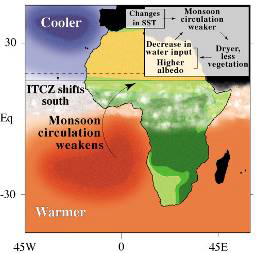 Cooler
Changes
in SST
Monsoon
circulation
weaker
30
Decrease in
water input
Higher
albedo
Dryer,
less
vegetation
ITCZ shifts
south
Monsoon
circulation
weakens
Eq
-30
Warmer
45W
0
45E